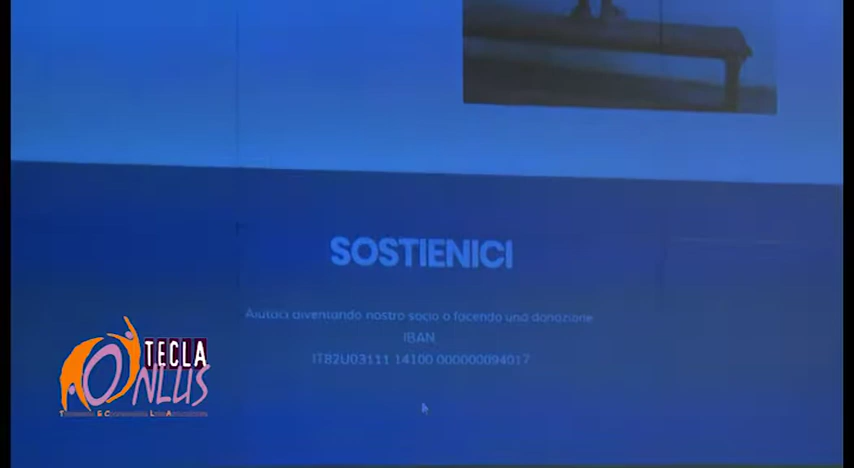 SOSTIENICI
Aiutaci diventando nostro socio o facendo una donazione
IBAN
IT82U03111 14100 000000094017
TECLA
ONLUS